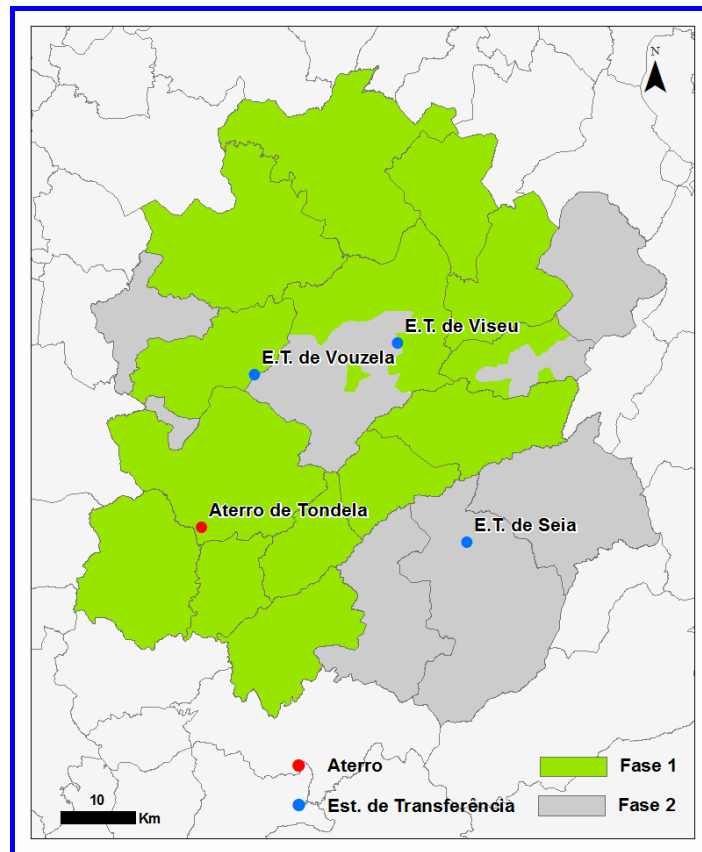 N
E.T. de Viseu
E.T. de Vouzela
Aterro de Tondela
E.T. de Seia
Aterro
Fase 1
Est. de Transferência
Fase 2
10
Km